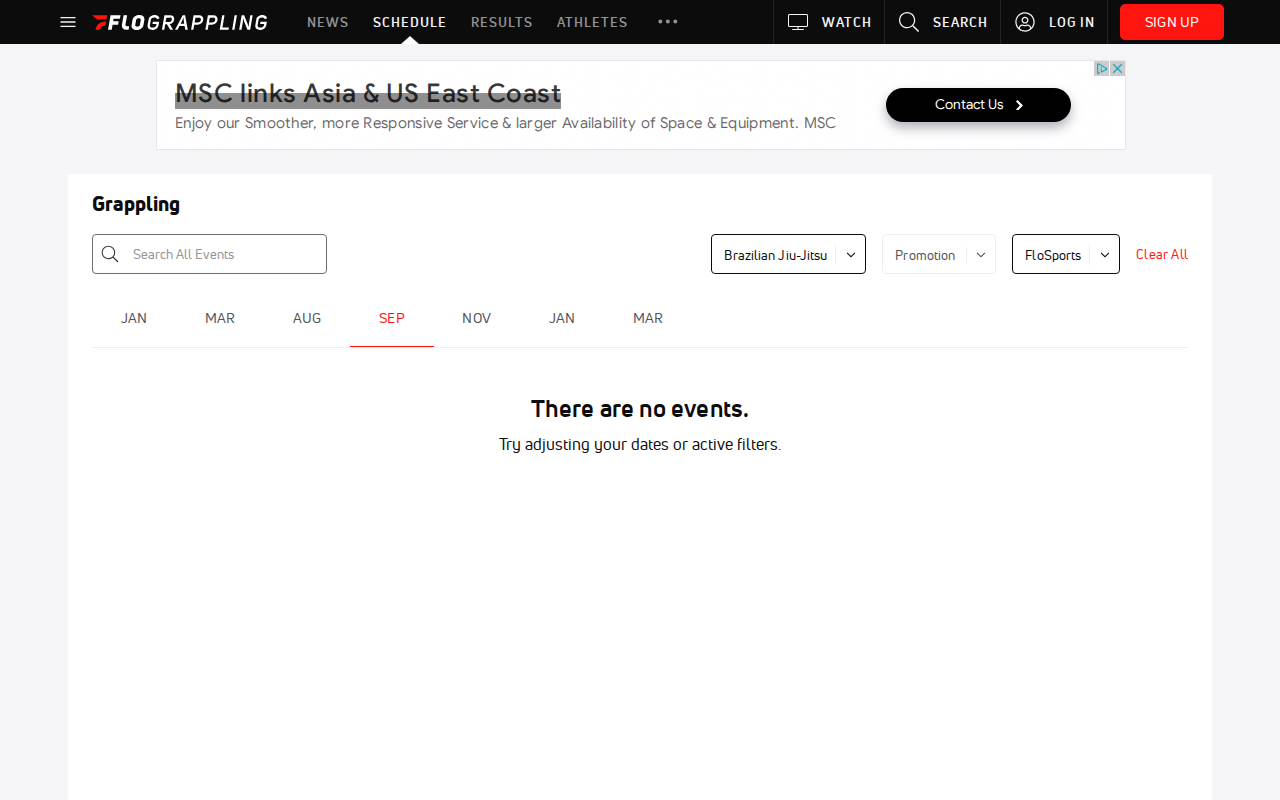 FLOGRAPPLING NEWS SCHEDULE RESULTS ATHLETES WATCH SEARCH LOG IN SIGN UP
MSC links Asia & US East Coast
Enjoy our Smoother, more Responsive Service & larger Availability of Space & Equipment. MSC
Contact Us
Grappling
Search All Events Brazilian Jiu-Jitsu Promotion FloSports Clear All
JAN MAR AUG SEP NOV JAN MAR
There are no events.
Try adjusting your dates or active filters.